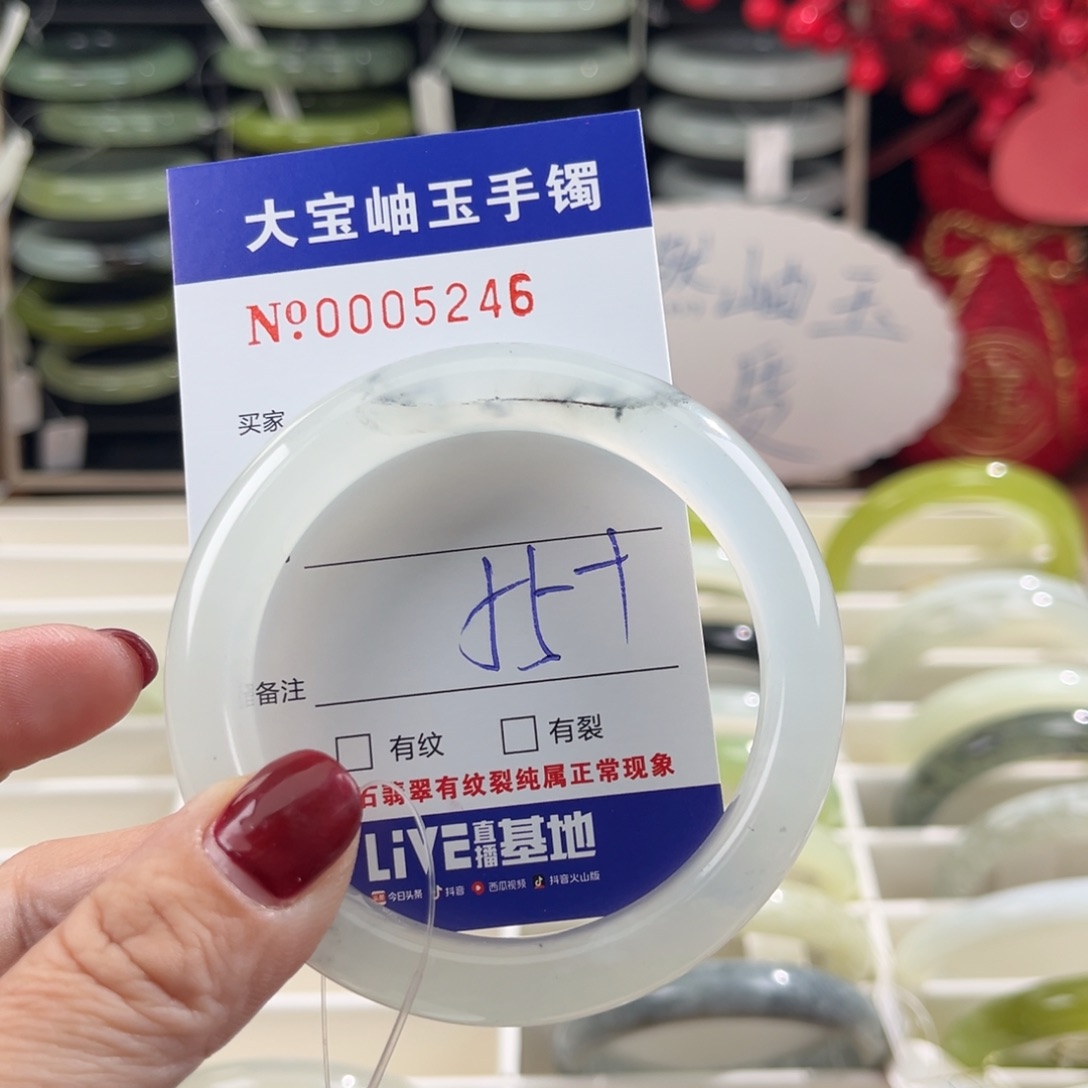 大宝岫玉手镯
№0005246
买家
备注
有纹 有裂
石翡翠有纹裂纯属正常现象
LIVE直播基地
今日头条 抖音 西瓜视频 抖音火山版
岫玉